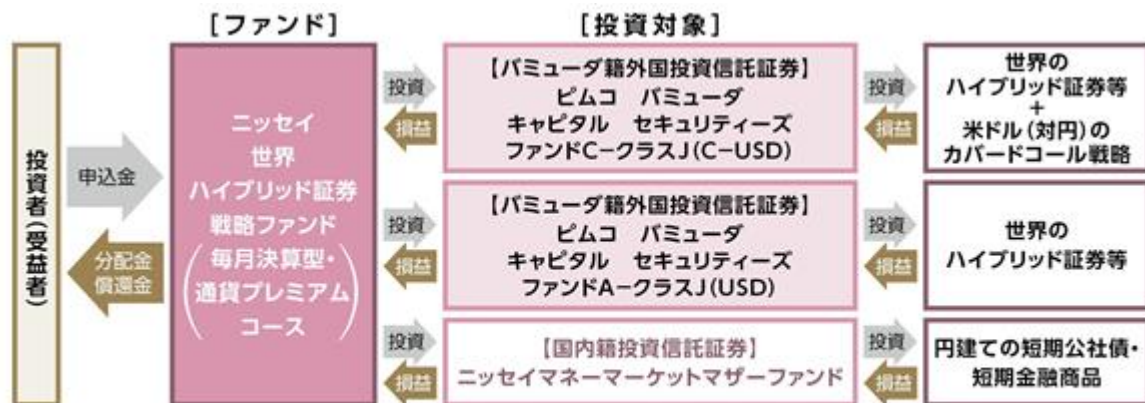 [ファンド]
[投資対象]
投資者(受益者)
申込金
分配金
償還金
ニッセイ
世界
ハイブリッド証券
戦略ファンド
(毎月決算型・
通貨プレミアム
コース)
投資
損益
【バミューダ籍外国投資信託証券】
ピムコ バミューダ
キャピタル セキュリティーズ
ファンドC-クラスJ(C-USD)
投資
損益
世界の
ハイブリッド証券等
+
米ドル(対円)の
カバードコール戦略
投資
損益
【バミューダ籍外国投資信託証券】
ピムコ バミューダ
キャピタル セキュリティーズ
ファンドA-クラスJ(USD)
投資
損益
世界の
ハイブリッド証券等
投資
損益
【国内籍投資信託証券】
ニッセイマネーマーケットマザーファンド
投資
損益
円建ての短期公社債・
短期金融商品